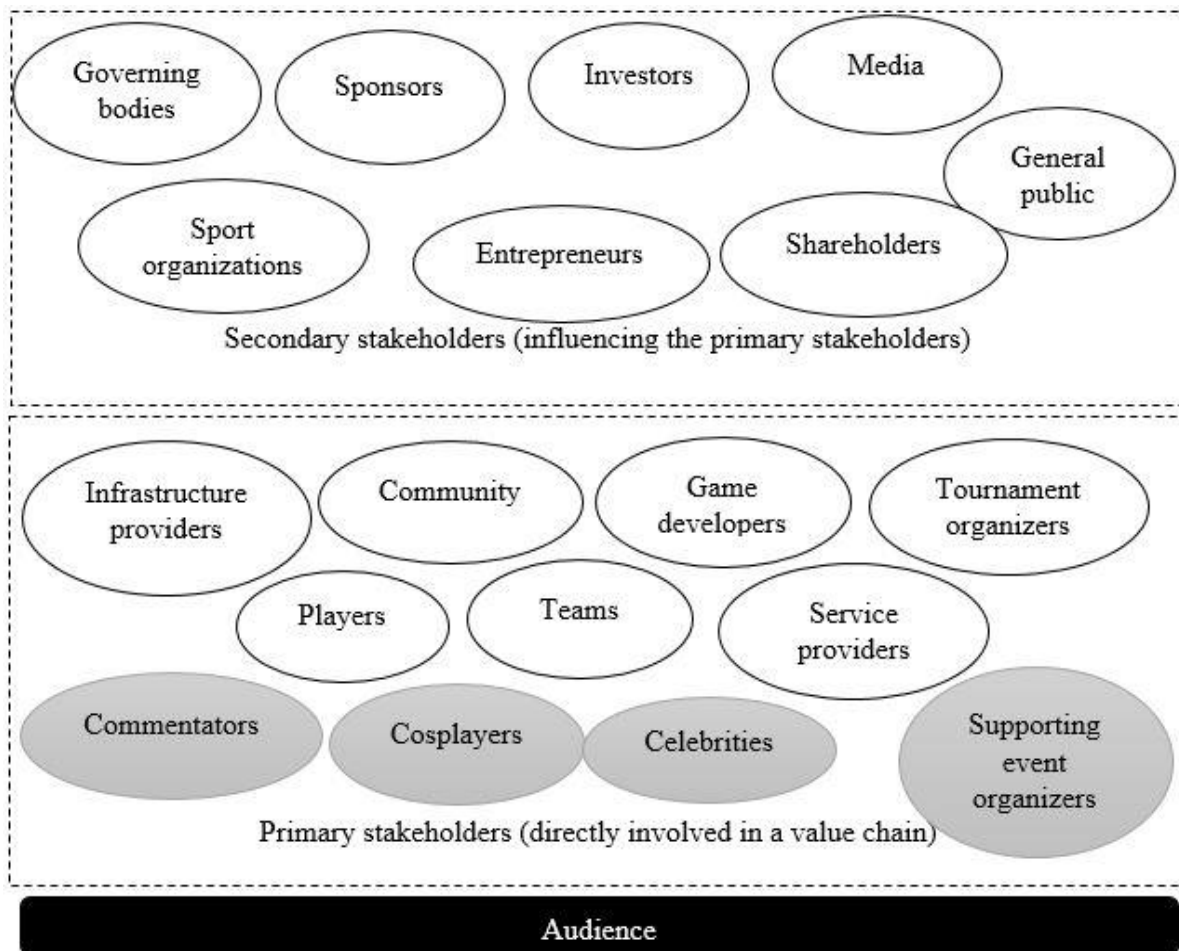 Governing
bodies
Sponsors
Investors
Media
General
public
Sport
organizations
Entrepreneurs
Shareholders
Secondary stakeholders (influencing the primary stakeholders)
Infrastructure
providers
Community
Game
developers
Tournament
organizers
Players
Teams
Service
providers
Commentators
Cosplayers
Celebrities
Supporting
event
organizers
Primary stakeholders (directly involved in a value chain)
Audience